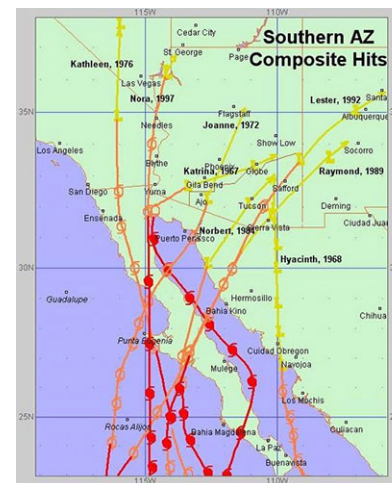 115W
110W
Southern AZ
Composite Hits
Cedar City
St. George
Page
Kathleen, 1976
Las Vegas
Nora, 1997
Lester, 1992
Santa
35N
Flagstaff
Albuquerque
Needles
Joanne, 1972
Los Angeles
Show Low
Socorro
Blythe
Phoenix
Katrina, 1967
Globe
Raymond, 1989
San Diego
Yuma
Gila Bend
Safford
Ajo
Tucson
Deming
Ensenada
Norbert, 1984
Sierra Vista
Ciudad Juar
Puerto Penasco
Hyacinth, 1968
30N
Guadalupe
Hermosillo
Bahia Kino
Chihua
Punta Eugenia
Cuidad Obregon
Mulege
Navojoa
Los Mochis
25N
Rocas Alijos
Bahia Magdalena
Culiacan
La Paz
Buenavista
115W
110W